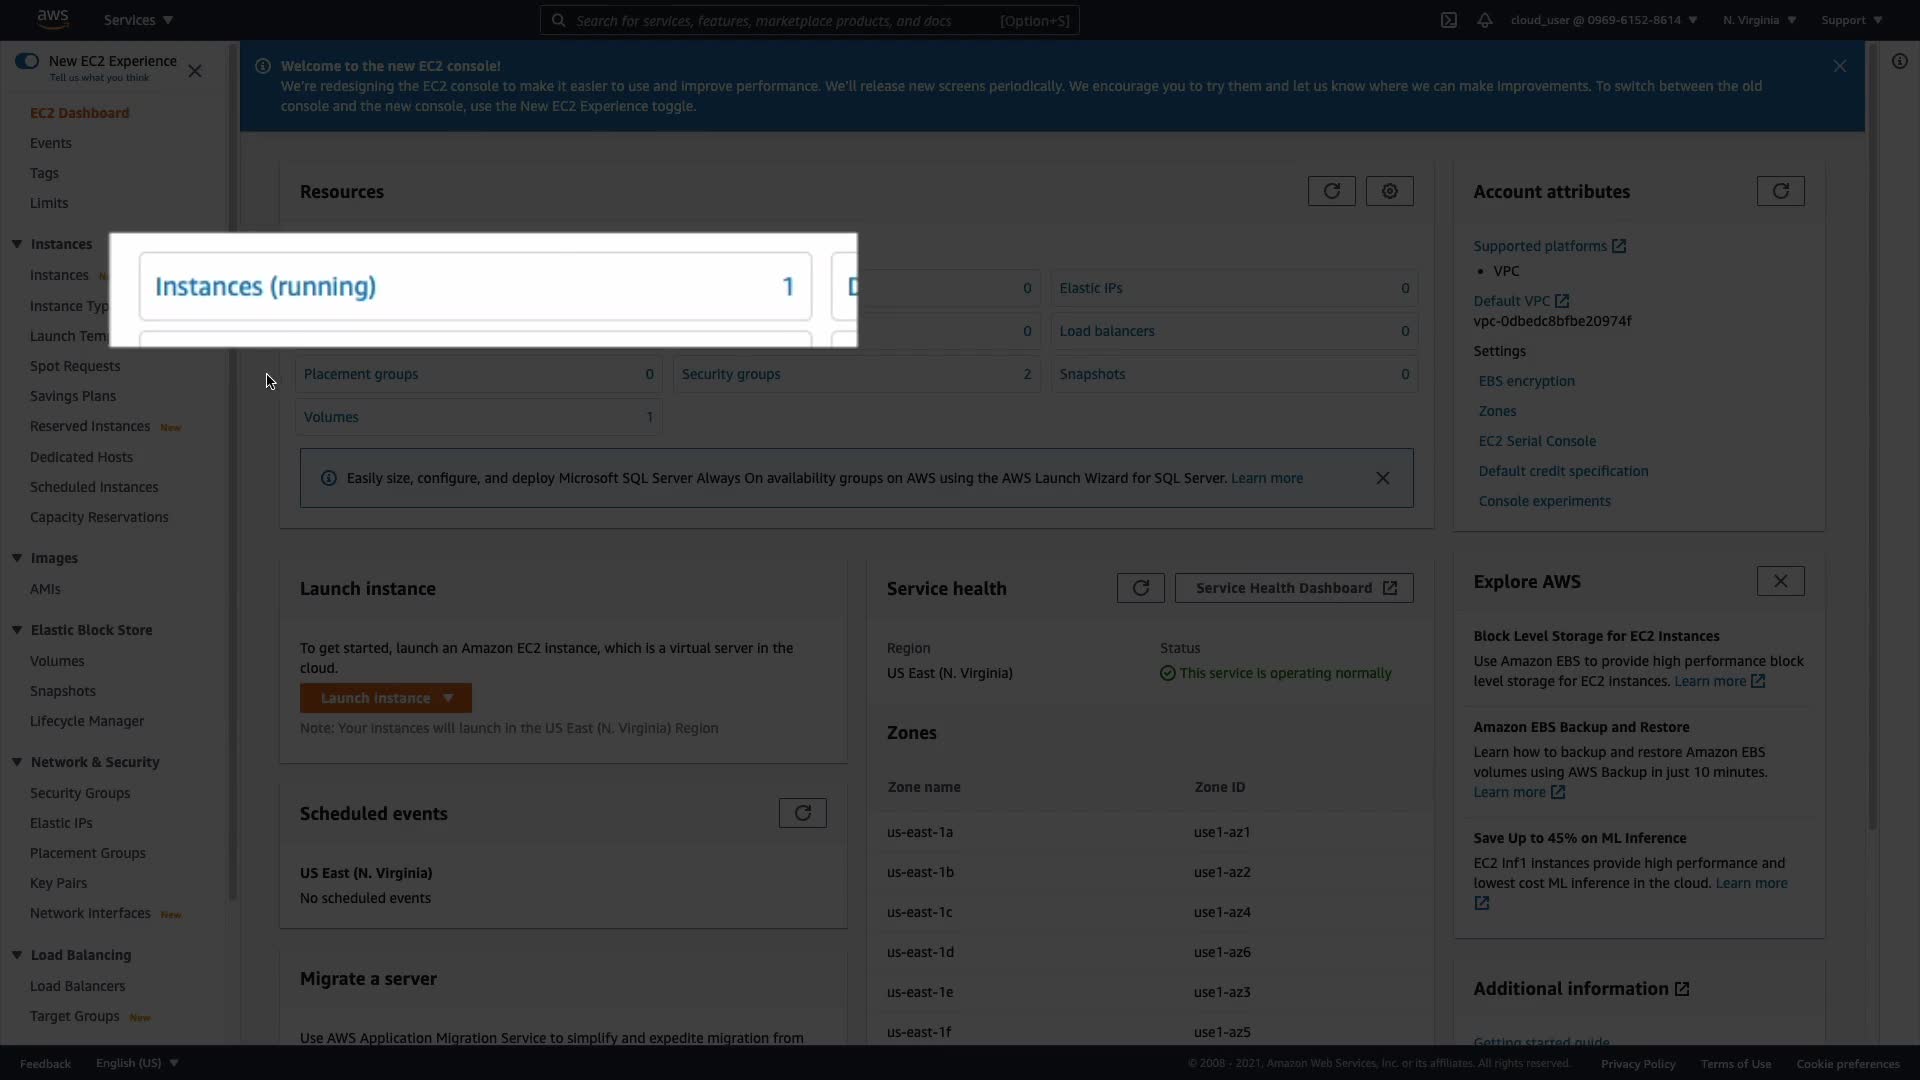 aws
Services
Search for services, features, marketplace products, and docs
[Option+S]
cloud_user @ 0969-6152-8614
N. Virginia
Support
New EC2 Experience
Tell us what you think
EC2 Dashboard
Events
Tags
Limits
Instances
Instances
Instance Typ
Launch Tem
Spot Requests
Savings Plans
Reserved Instances New
Dedicated Hosts
Scheduled Instances
Capacity Reservations
Images
AMIs
Elastic Block Store
Volumes
Snapshots
Lifecycle Manager
Network & Security
Security Groups
Elastic IPs
Placement Groups
Key Pairs
Network Interfaces New
Load Balancing
Load Balancers
Target Groups New
Welcome to the new EC2 console!
We're redesigning the EC2 console to make it easier to use and improve performance. We'll release new screens periodically. We encourage you to try them and let us know where we can make improvements. To switch between the old
console and the new console, use the New EC2 Experience toggle.
Resources
Instances (running) 1
0
Elastic IPs 0
0
Load balancers 0
Placement groups 0
Security groups 2
Snapshots 0
Volumes 1
Easily size, configure, and deploy Microsoft SQL Server Always On availability groups on AWS using the AWS Launch Wizard for SQL Server. Learn more
Launch instance
To get started, launch an Amazon EC2 instance, which is a virtual server in the
cloud.
Launch instance
Note: Your instances will launch in the US East (N. Virginia) Region
Scheduled events
US East (N. Virginia)
No scheduled events
Migrate a server
Use AWS Application Migration Service to simplify and expedite migration from
Service health
Service Health Dashboard
Region
Status
US East (N. Virginia)
This service is operating normally
Zones
Zone name
Zone ID
us-east-1a use1-az1
us-east-1b use1-az2
us-east-1c use1-az4
us-east-1d use1-az6
us-east-1e use1-az3
us-east-1f use1-az5
Account attributes
Supported platforms
• VPC
Default VPC
vpc-0dbedc8bfbe20974f
Settings
EBS encryption
Zones
EC2 Serial Console
Default credit specification
Console experiments
Explore AWS
Block Level Storage for EC2 Instances
Use Amazon EBS to provide high performance block
level storage for EC2 instances. Learn more
Amazon EBS Backup and Restore
Learn how to backup and restore Amazon EBS
volumes using AWS Backup in just 10 minutes.
Learn more
Save Up to 45% on ML Inference
EC2 Inf1 instances provide high performance and
lowest cost ML inference in the cloud. Learn more
Additional information
Getting started guide
Feedback
English (US)
© 2008 - 2021, Amazon Web Services, Inc. or its affiliates. All rights reserved.
Privacy Policy
Terms of Use
Cookie preferences